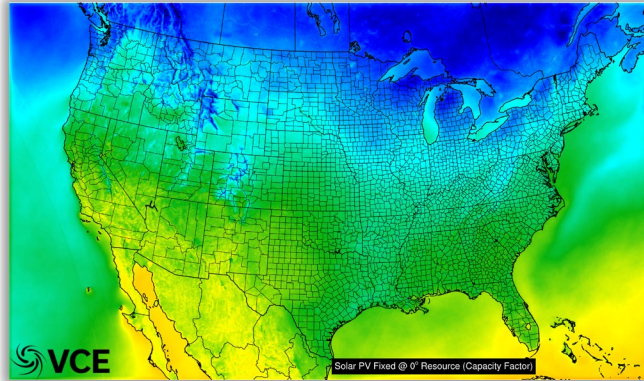 Solar PV Fixed @ 0° Resource (Capacity Factor)
VCE